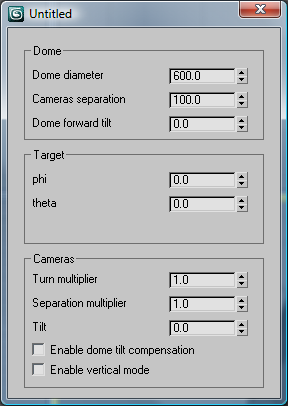 Untitled
Dome
Dome diameter 600.0
Cameras separation 100.0
Dome forward tilt 0.0
Target
phi 0.0
theta 0.0
Cameras
Turn multiplier 1.0
Separation multiplier 1.0
Tilt 0.0
Enable dome tilt compensation
Enable vertical mode